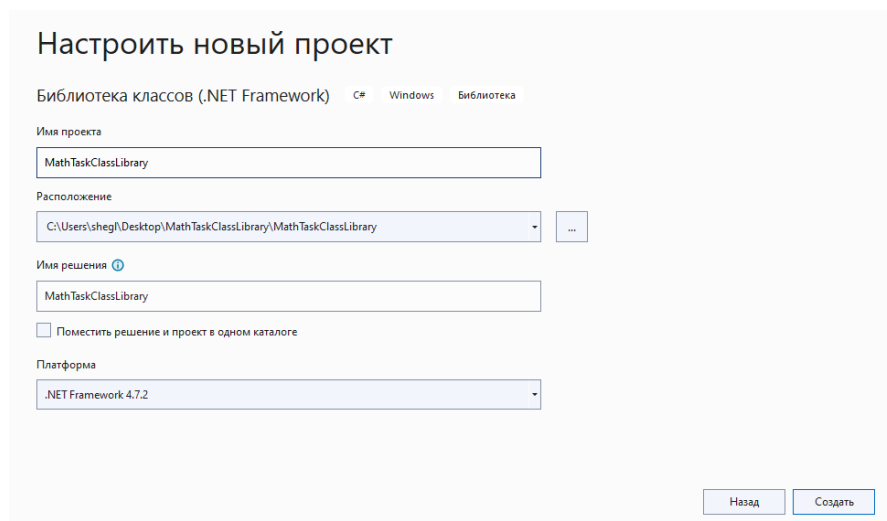 Настроить новый проект
Библиотека классов (.NET Framework) C# Windows Библиотека
Имя проекта
MathTaskClassLibrary
Расположение
C:\Users\shegl\Desktop\MathTaskClassLibrary\MathTaskClassLibrary
...
Имя решения
MathTaskClassLibrary
Поместить решение и проект в одном каталоге
Платформа
.NET Framework 4.7.2
Назад Создать